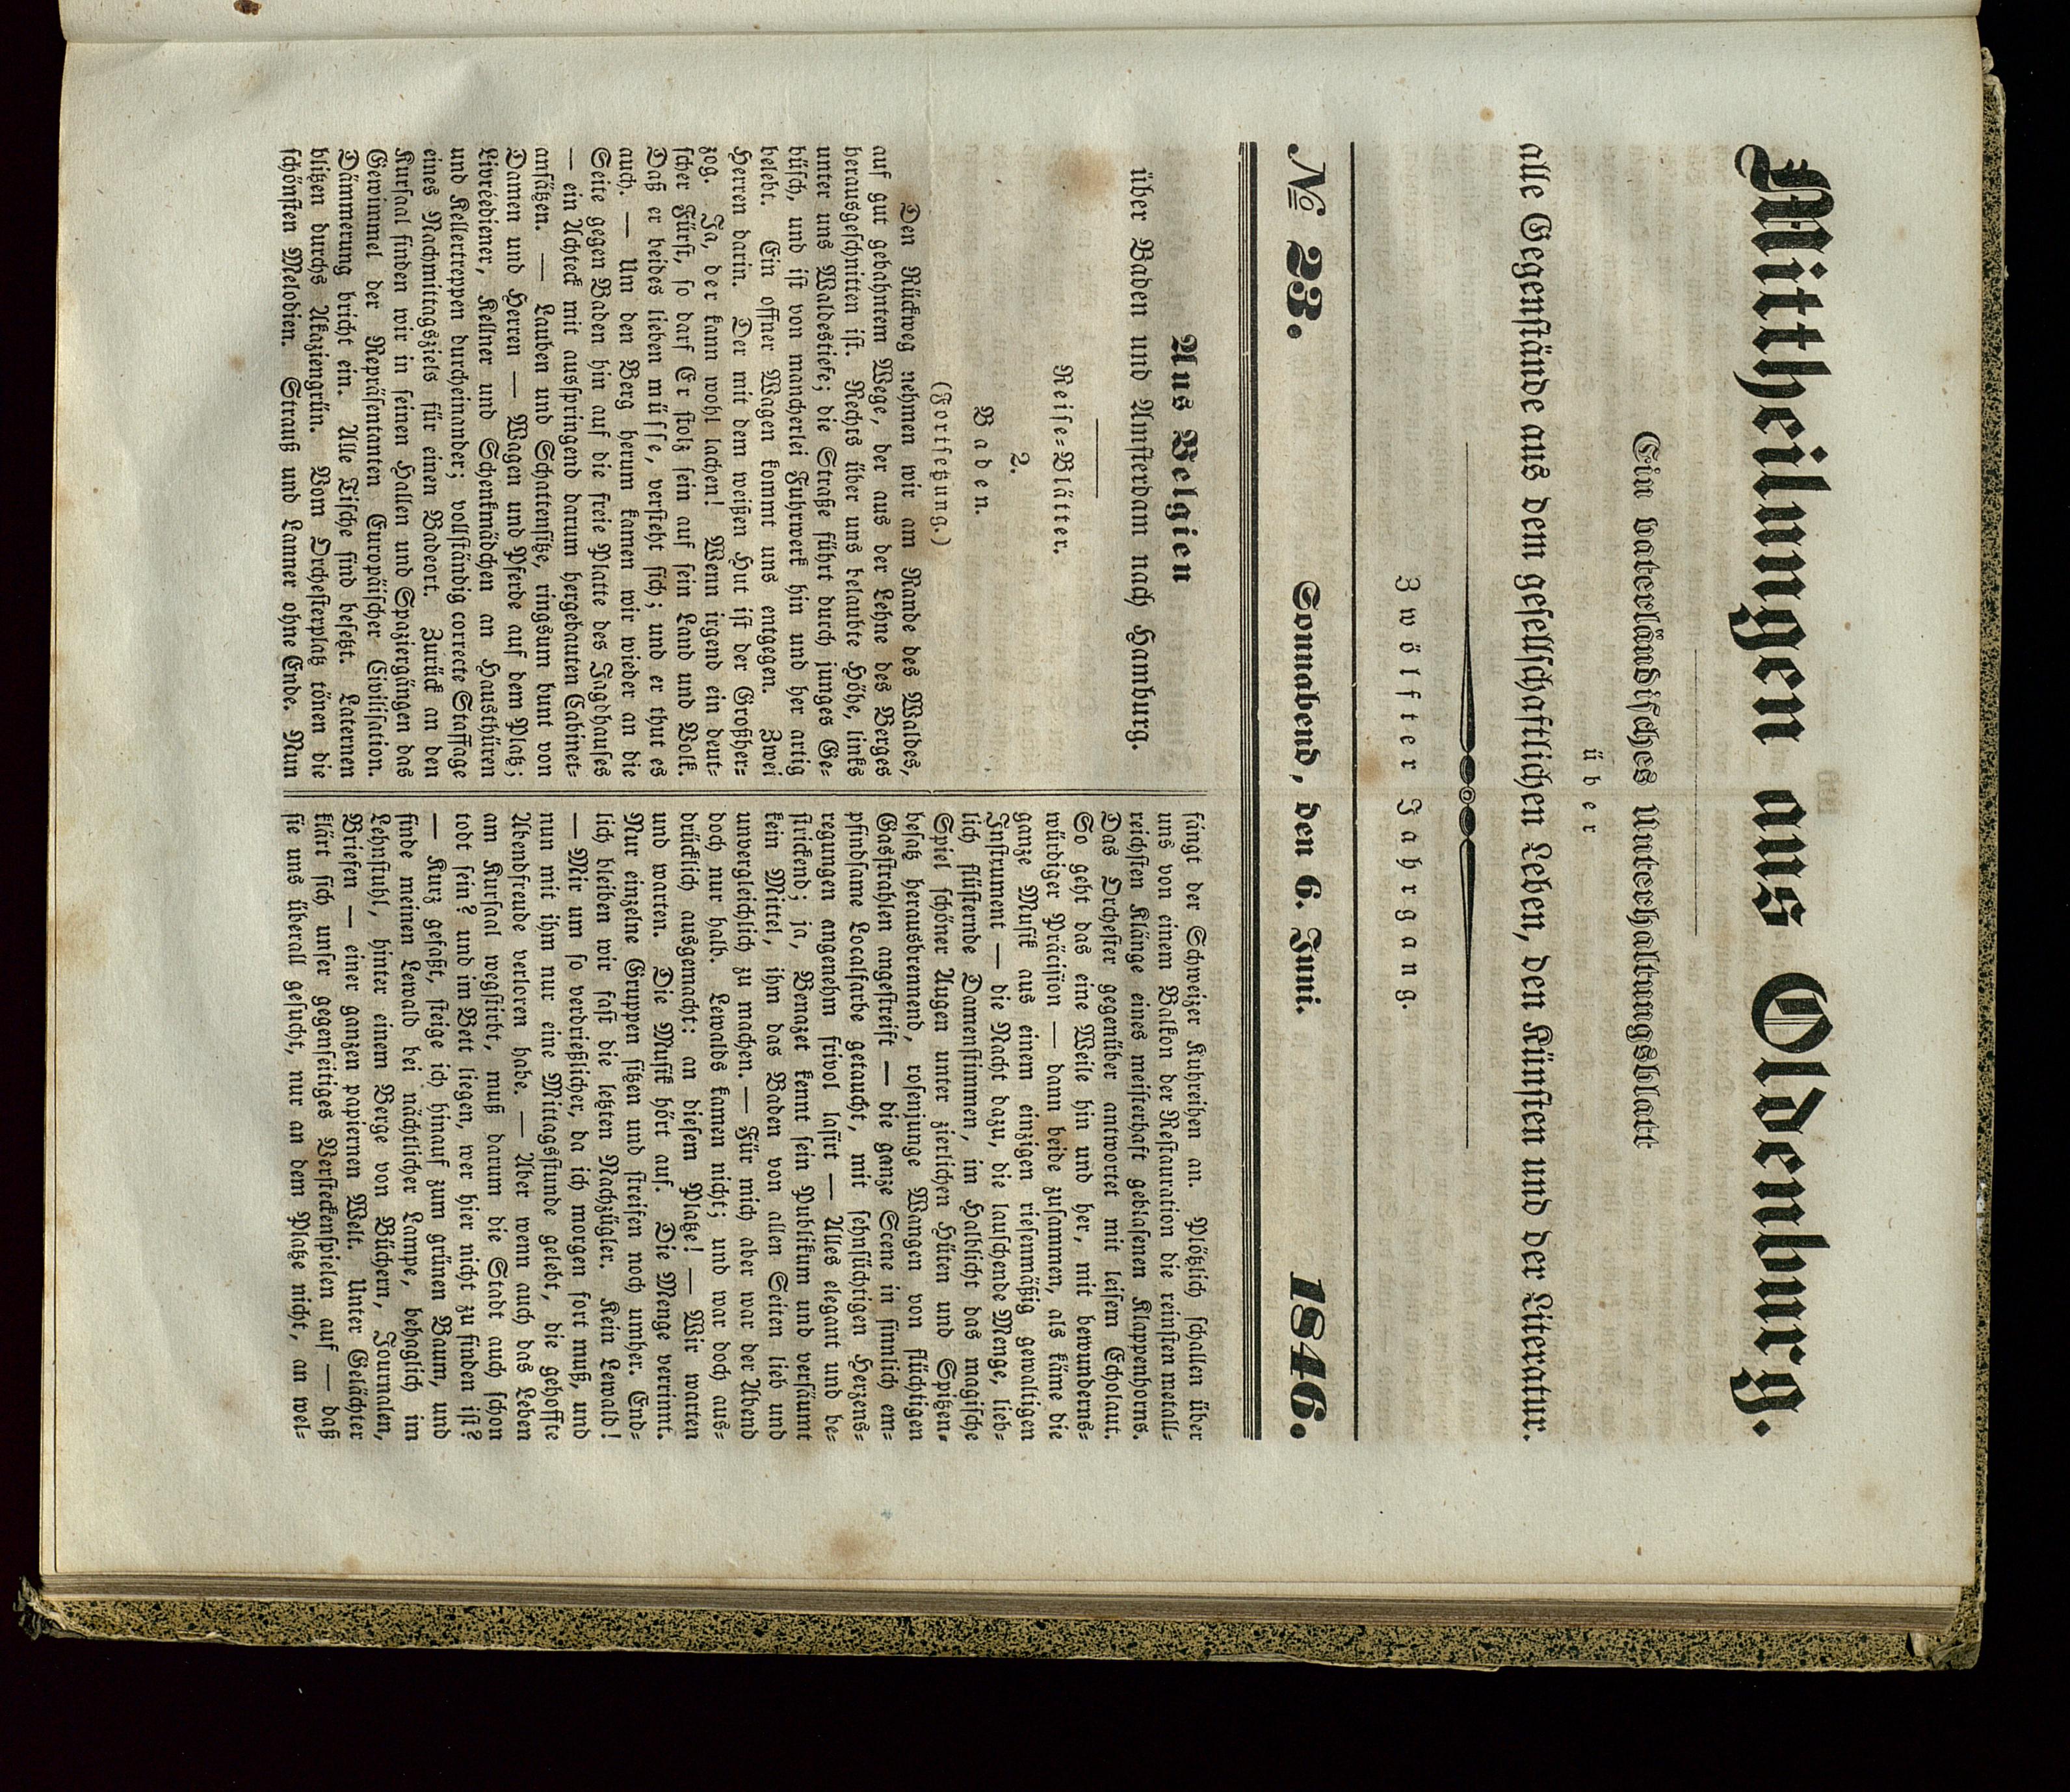 Mittheilungen aus Oldenburg.
Ein vaterländisches Unterhaltungsblatt
über
alle Gegenstände aus dem gesellschaftlichen Leben, den Künsten und der Literatur.
Zwölfter Jahrgang.
№ 23. Sonnabend, den 6. Juni. 1846.
Aus Belgien
über Baden und Amsterdamm nach Hamburg.
Reise-Blätter.
2.
Baden.
(Fortsetzung.)
Den Rückweg nehmen wir am Rande des Waldes,
auf gut gebahntem Wege, der aus der Lehne des Berges
herausgeschnitten ist. Rechts über uns belaubte Höhe, links
unter uns Waldestiefe; die Straße führt durch junges Ge-
büsch, und ist von mancherlei Fuhrwerk hin und her artig
belebt. Ein offner Wagen kommt uns entgegen. Zwei
Herren darin. Der mit dem weißen Hut ist der Großher-
zog. Ja, der kann wohl lachen! Wenn irgend ein deut-
scher Fürst, so darf Er stolz sein auf sein Land und Volk.
Daß er beides lieben müsse, versteht sich; und er thut es
auch. — Um den Berg herum kamen wir wieder an die
Seite gegen Baden hin auf die freie Platte des Jagdhauses
— ein Achteck mit ausspringend darum hergebauten Cabinet-
ansätzen. — Lauben und Schattensitze, ringsum bunt von
Damen und Herren — Wagen und Pferde auf dem Platz;
Livréediener, Kellner und Schenkmädchen an Hausthüren
und Kellertreppen durcheinander; vollständig correcte Staffage
eines Nachmittagsziels für einen Badeort. Zurück an den
Kursaal finden wir in seinen Hallen und Spaziergängen das
Gewimmel der Repräsentanten Europäischer Civilisation.
Dämmerung bricht ein. Alle Tische sind besetzt. Laternen
blitzen durchs Akaziengrün. Vom Orchesterplatz tönen die
schönsten Melodien. Strauß und Lanner ohne Ende. Nun
fängt der Schweizer Kuhreihen an. Plötzlich schallen über
uns von einem Balkon der Restauration die reinsten metall-
reichsten Klänge eines meisterhaft geblasenen Klappenhorns.
Das Orchester gegenüber antwortet mit leisem Echolaut.
So geht das eine Weile hin und her, mit bewunderns-
würdiger Präcision — dann beide zusammen, als käme die
ganze Musik aus einem einzigen riesenmäßig gewaltigen
Instrument — die Nacht dazu, die lauschende Menge, lieb-
lich flüsternde Damenstimmen, im Halblicht das magische
Spiel schöner Augen unter zierlichen Hüten und Spitzen-
besatz herausbrennend, rosenjunge Wangen von flüchtigen
Gasstrahlen angestreift — die ganze Scene in sinnlich em-
pfindsame Localfarbe getaucht, mit sehnsüchtigen Herzens-
regungen angenehm frivol lasirt — Alles elegant und be-
strickend; ja, Benazet kennt sein Publikum und versäumt
kein Mittel, ihm das Baden von allen Seiten lieb und
unvergleichlich zu machen. — Für mich aber war der Abend
doch nur halb. Lewalds kamen nicht; und war doch aus-
drücklich ausgemacht: an diesem Platze! — Wir warten
und warten. Die Musik hört auf. Die Menge verrinnt.
Nur einzelne Gruppen sitzen und streifen noch umher. End-
lich bleiben wir fast die letzten Nachzügler. Kein Lewald!
— Mir um so verdrießlicher, da ich morgen fort muß, und
nun mit ihm nur eine Mittagsstunde gelebt, die gehoffte
Abendfreude verloren habe. — Aber wenn auch das Leben
am Kursaal wegstirbt, muß darum die Stadt auch schon
todt sein? und im Bett liegen, wer hier nicht zu finden ist?
— Kurz gefaßt, steige ich hinauf zum grünen Baum, und
finde meinen Lewald bei nächtlicher Lampe, behaglich im
Lehnstuhl, hinter einem Berge von Büchern, Journalen,
Briefen — einer ganzen papiernen Welt. Unter Gelächter
klärt sich unser gegenseitiges Versteckenspielen auf — daß
sie uns überall gesucht, nur an dem Platze nicht, an wel-